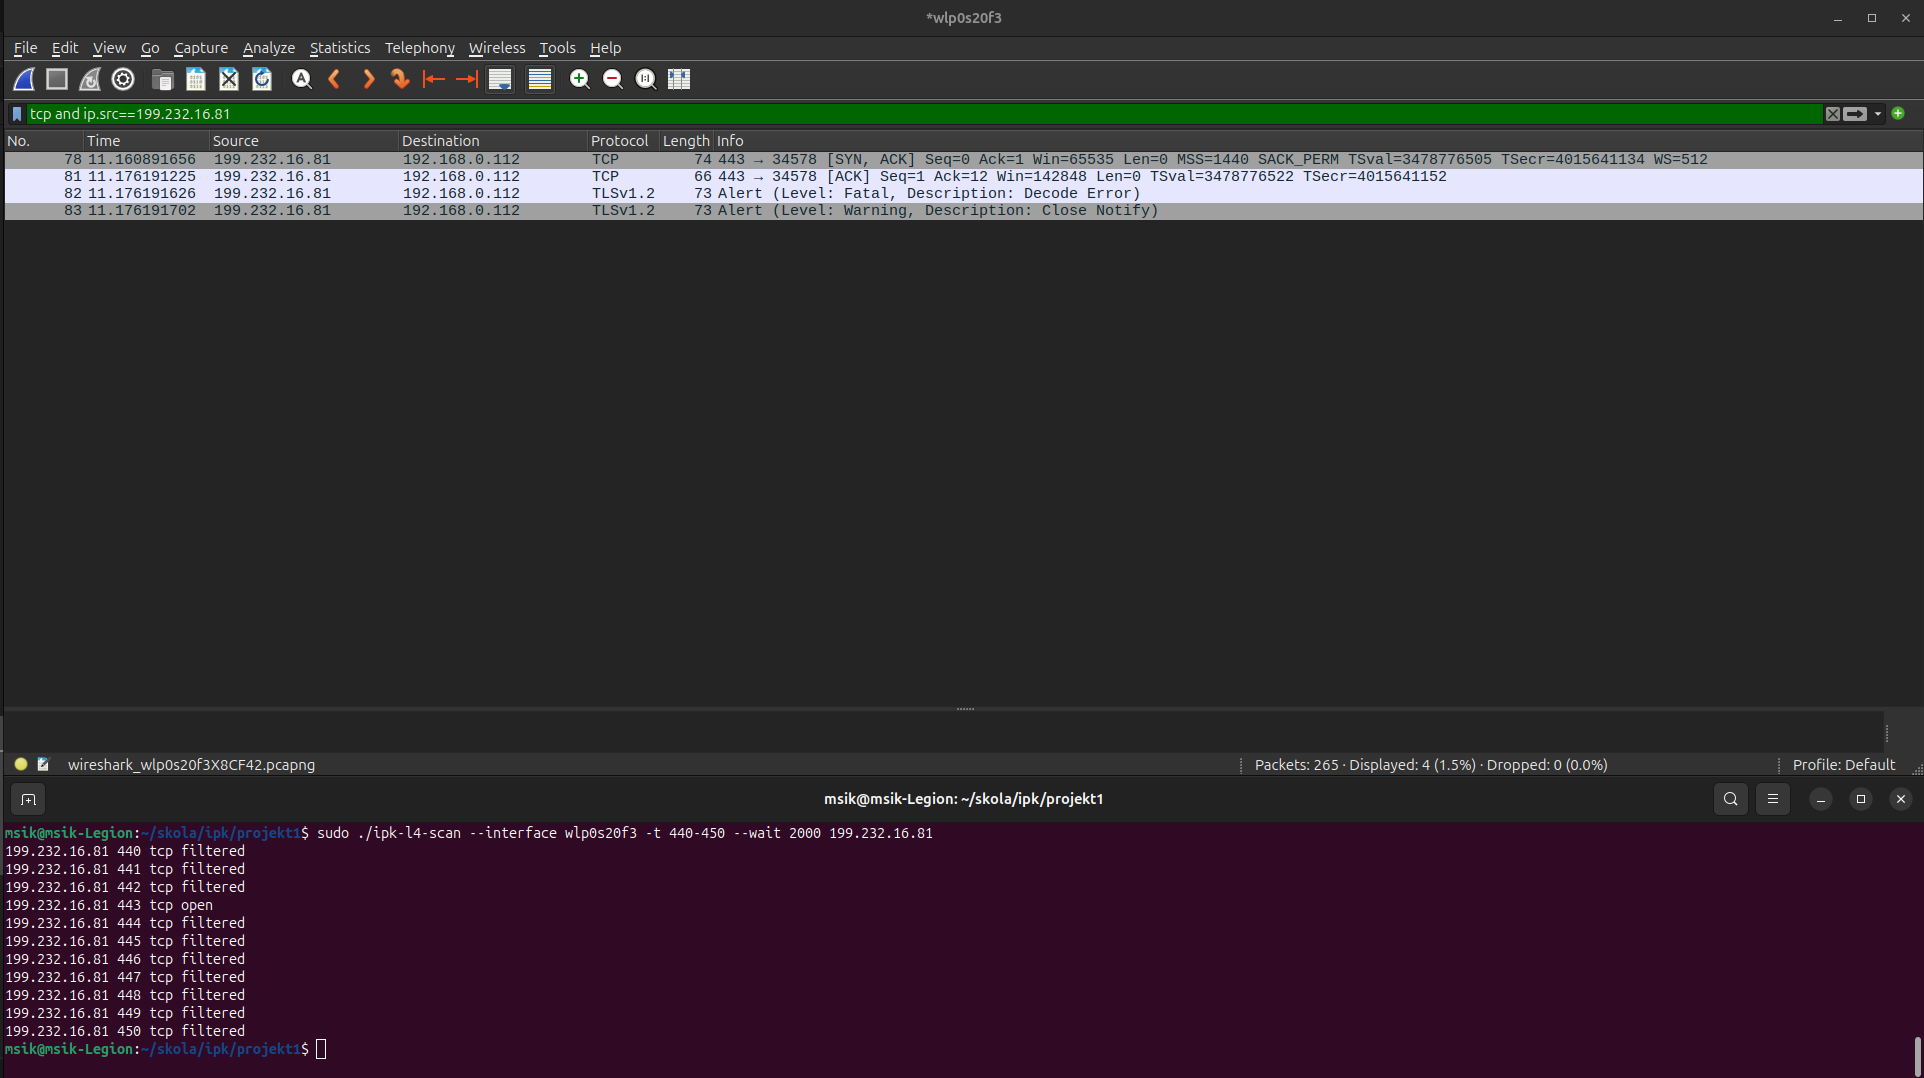 *wlp0s20f3
File Edit View Go Capture Analyze Statistics Telephony Wireless Tools Help
tcp and ip.src==199.232.16.81
No. Time Source Destination Protocol Length Info
78 11.160891656 199.232.16.81 192.168.0.112 TCP 74 443 → 34578 [SYN, ACK] Seq=0 Ack=1 Win=65535 Len=0 MSS=1440 SACK_PERM TSval=3478776505 TSecr=4015641134 WS=512
81 11.176191225 199.232.16.81 192.168.0.112 TCP 66 443 → 34578 [ACK] Seq=1 Ack=12 Win=142848 Len=0 TSval=3478776522 TSecr=4015641152
82 11.176191626 199.232.16.81 192.168.0.112 TLSv1.2 73 Alert (Level: Fatal, Description: Decode Error)
83 11.176191702 199.232.16.81 192.168.0.112 TLSv1.2 73 Alert (Level: Warning, Description: Close Notify)
wireshark_wlp0s20f3X8CF42.pcapng Packets: 265 · Displayed: 4 (1.5%) · Dropped: 0 (0.0%) Profile: Default
msik@msik-Legion: ~/skola/ipk/projekt1
msik@msik-Legion:~/skola/ipk/projekt1$ sudo ./ipk-l4-scan --interface wlp0s20f3 -t 440-450 --wait 2000 199.232.16.81
199.232.16.81 440 tcp filtered
199.232.16.81 441 tcp filtered
199.232.16.81 442 tcp filtered
199.232.16.81 443 tcp open
199.232.16.81 444 tcp filtered
199.232.16.81 445 tcp filtered
199.232.16.81 446 tcp filtered
199.232.16.81 447 tcp filtered
199.232.16.81 448 tcp filtered
199.232.16.81 449 tcp filtered
199.232.16.81 450 tcp filtered
msik@msik-Legion:~/skola/ipk/projekt1$